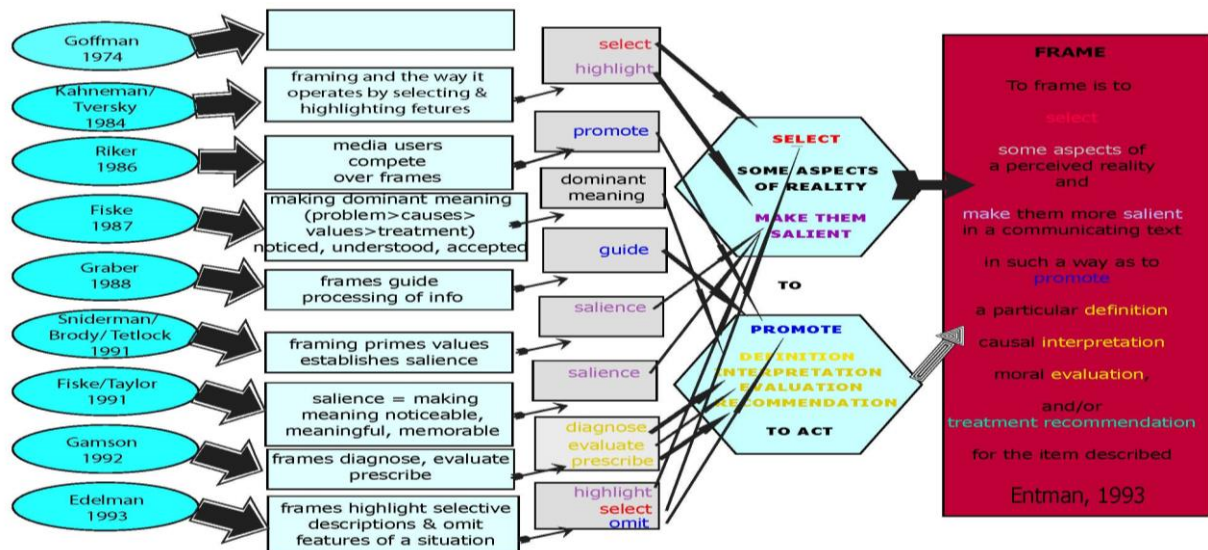 Goffman
1974
Kahneman/
Tversky
1984
Riker
1986
Fiske
1987
Graber
1988
Sniderman/
Brody/ Tetlock
1991
Fiske/Taylor
1991
Gamson
1992
Edelman
1993
framing and the way it
operates by selecting &
highlighting fetures
media users
compete
over frames
making dominant meaning
(problem>causes>
values>treatment)
noticed, understood, accepted
frames guide
processing of info
framing primes values
establishes salience
salience = making
meaning noticeable,
meaningful, memorable
frames diagnose, evaluate
prescribe
frames highlight selective
descriptions & omit
features of a situation
select
highlight
promote
dominant
meaning
guide
salience
salience
diagnose
evaluate
prescribe
highlight
select
omit
SELECT
SOME ASPECTS
OF REALITY
MAKE THEM
SALIENT
TO
PROMOTE
DEFINITION
INTERPRETATION
EVALUATION
RECOMMENDATION
TO ACT
FRAME
To frame is to
select
some aspects of
a perceived reality
and
make them more salient
in a communicating text
in such a way as to
promote
a particular definition
causal interpretation
moral evaluation,
and/or
treatment recommendation
for the item described
Entman, 1993